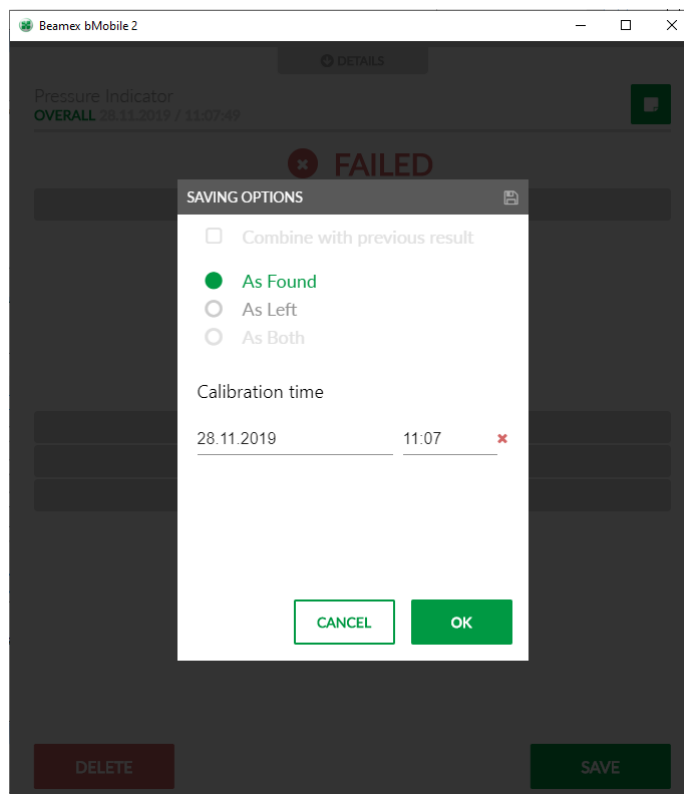 Beamex bMobile 2
DETAILS
Pressure Indicator
OVERALL 28.11.2019 / 11:07:49
FAILED
SAVING OPTIONS
Combine with previous result
As Found
As Left
As Both
Calibration time
28.11.2019 11:07
CANCEL OK
DELETE SAVE